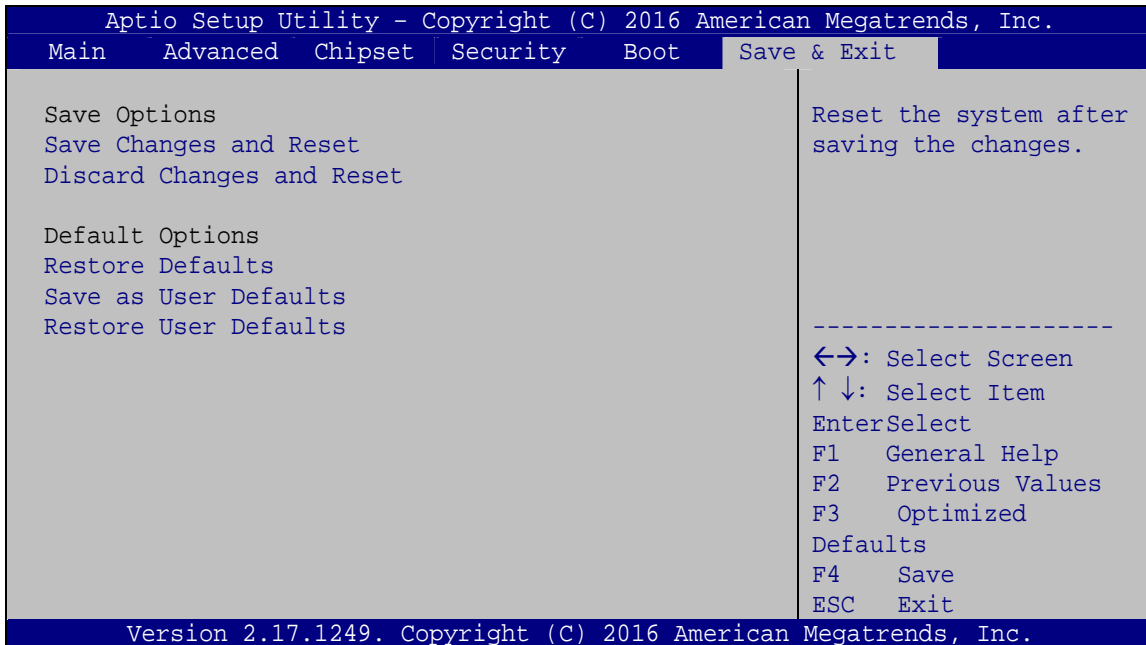 Aptio Setup Utility – Copyright (C) 2016 American Megatrends, Inc.
Main Advanced Chipset Security Boot Save & Exit
Save Options
Save Changes and Reset
Discard Changes and Reset
Default Options
Restore Defaults
Save as User Defaults
Restore User Defaults
Reset the system after
saving the changes.
---------------------
←→: Select Screen
↑ ↓: Select Item
EnterSelect
F1 General Help
F2 Previous Values
F3 Optimized
Defaults
F4 Save
ESC Exit
Version 2.17.1249. Copyright (C) 2016 American Megatrends, Inc.